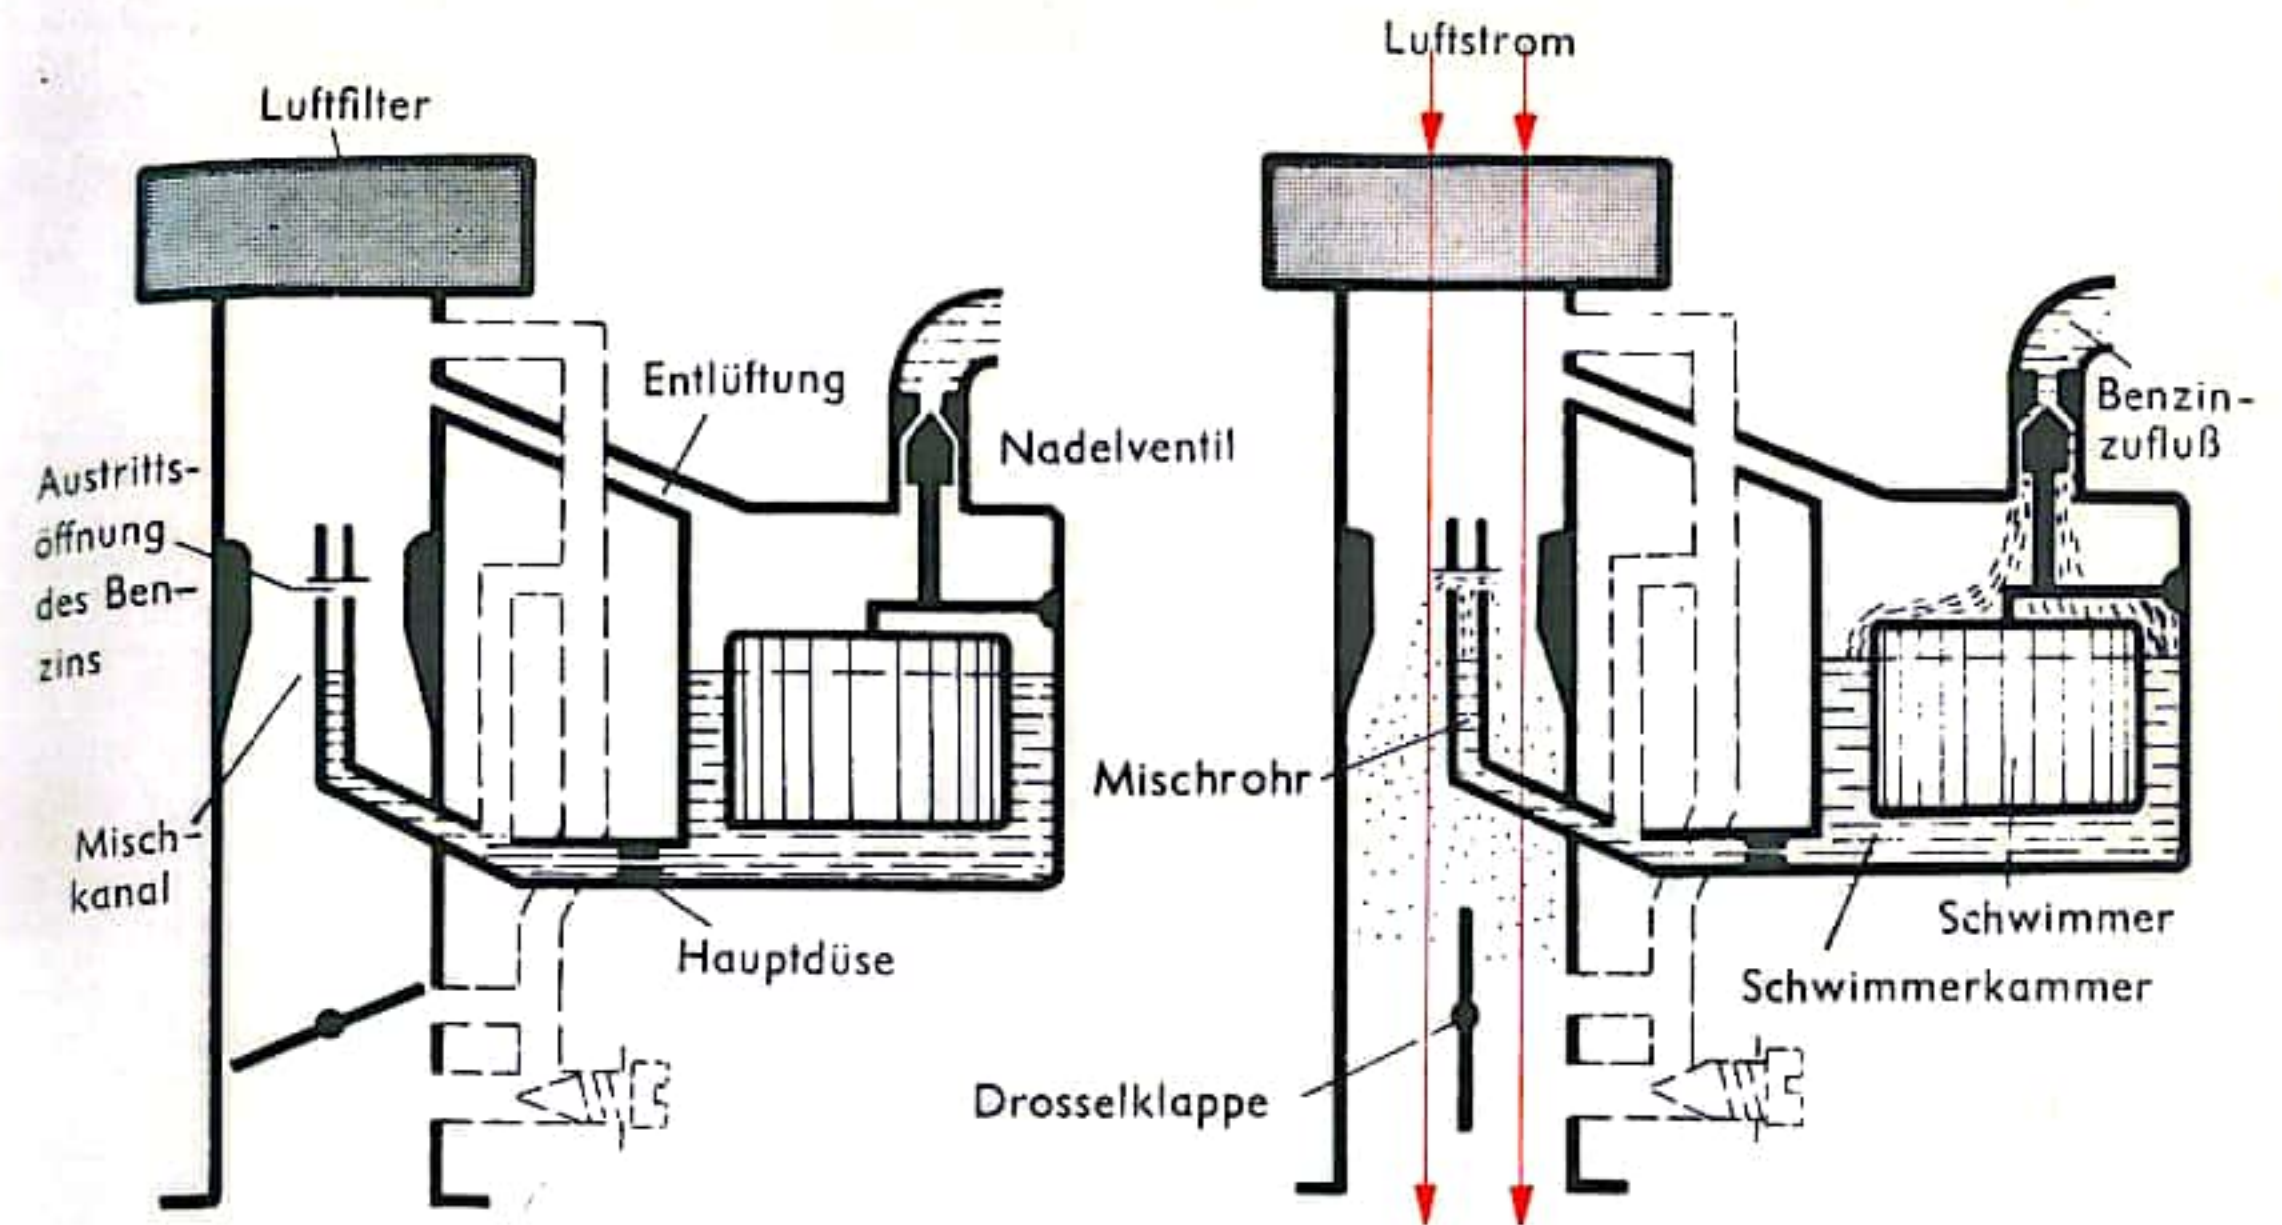 Luftfilter
Entlüftung
Nadelventil
Austritts-
öffnung
des Ben-
zins
Misch-
kanal
Hauptdüse
Luftstrom
Benzin-
zufluß
Mischrohr
Schwimmer
Schwimmerkammer
Drosselklappe